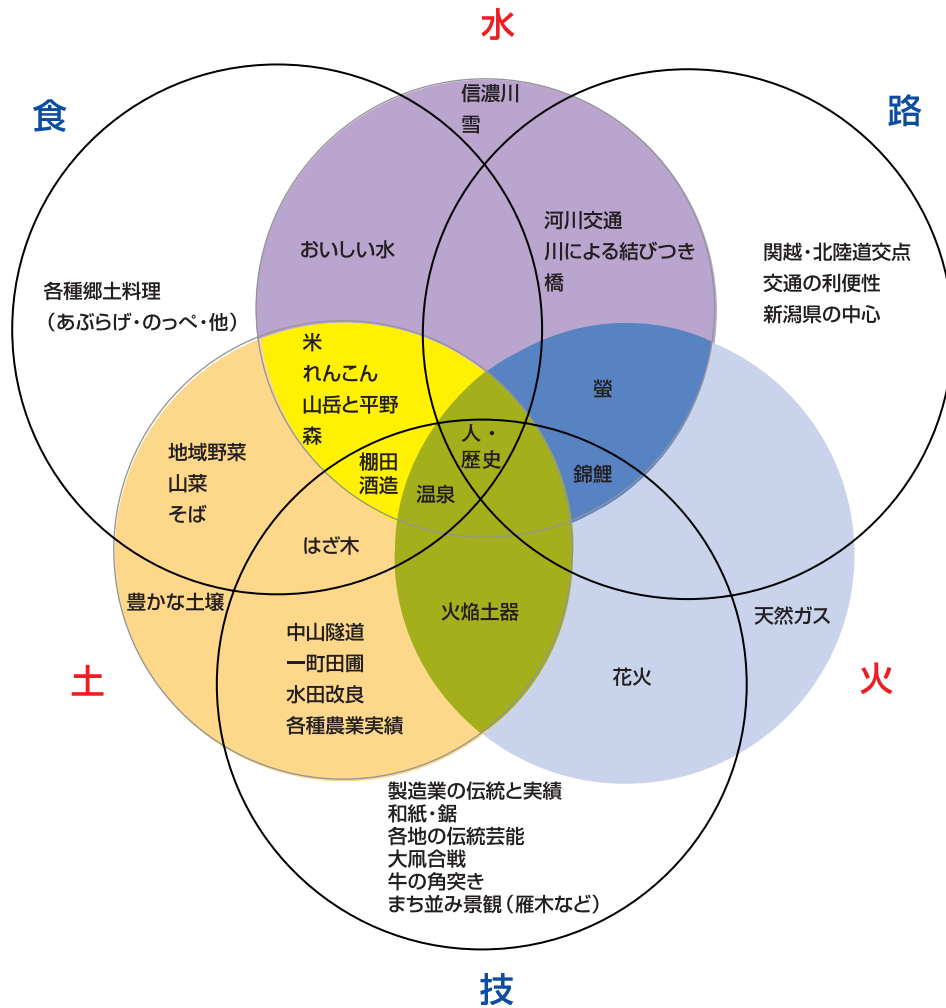 水
食
路
信濃川
雪
おいしい水
河川交通
川による結びつき
橋
関越・北陸道交点
交通の利便性
新潟県の中心
各種郷土料理
（あぶらげ・のっぺ・他）
米
れんこん
山岳と平野
森
棚田
酒造
螢
錦鯉
人・
歴史
温泉
地域野菜
山菜
そば
はざ木
豊かな土壌
火焔土器
天然ガス
中山隧道
一町田圃
水田改良
各種農業実績
花火
土
火
製造業の伝統と実績
和紙・鋸
各地の伝統芸能
大凧合戦
牛の角突き
まち並み景観（雁木など）
技